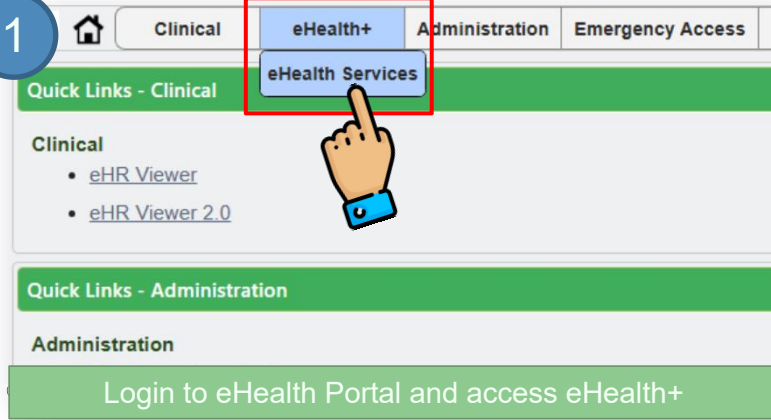 1
Clinical eHealth+ Administration Emergency Access
eHealth Services
Quick Links - Clinical
Clinical
eHR Viewer
eHR Viewer 2.0
Quick Links - Administration
Administration
Login to eHealth Portal and access eHealth+